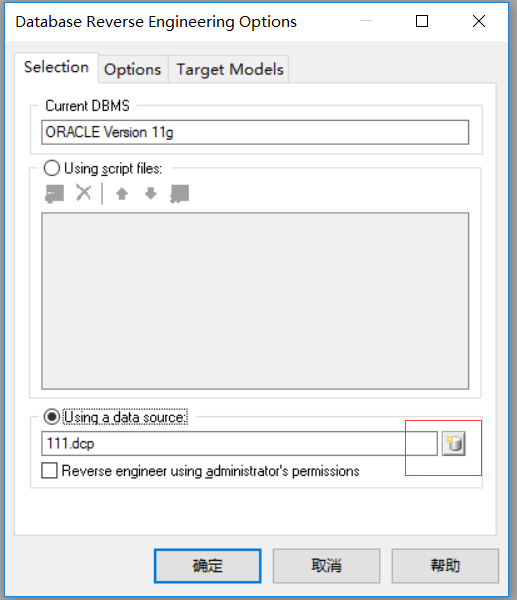 Database Reverse Engineering Options
Selection
Options
Target Models
Current DBMS
ORACLE Version 11g
Using script files:
Using a data source:
111.dcp
Reverse engineer using administrator's permissions
确定
取消
帮助